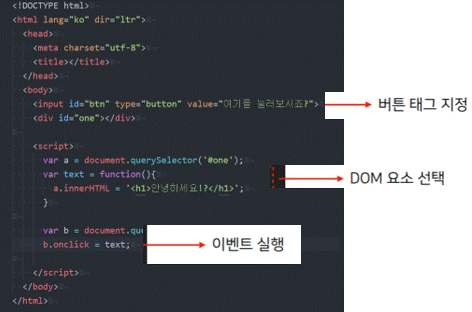 <!DOCTYPE html>
<html lang="ko" dir="ltr">
<head>
<meta charset="utf-8">
<title></title>
</head>
<body>
<input id="btn" type="button" value="여기를 눌러보시죠?">
버튼 태그 지정
<div id="one"></div>
<script>
var a = document.querySelector('#one');
var text = function(){
DOM 요소 선택
a.innerHTML = '<h1>안녕하세요!?</h1>';
}
var b = document.qu
b.onclick = text;
이벤트 실행
</script>
</body>
</html>